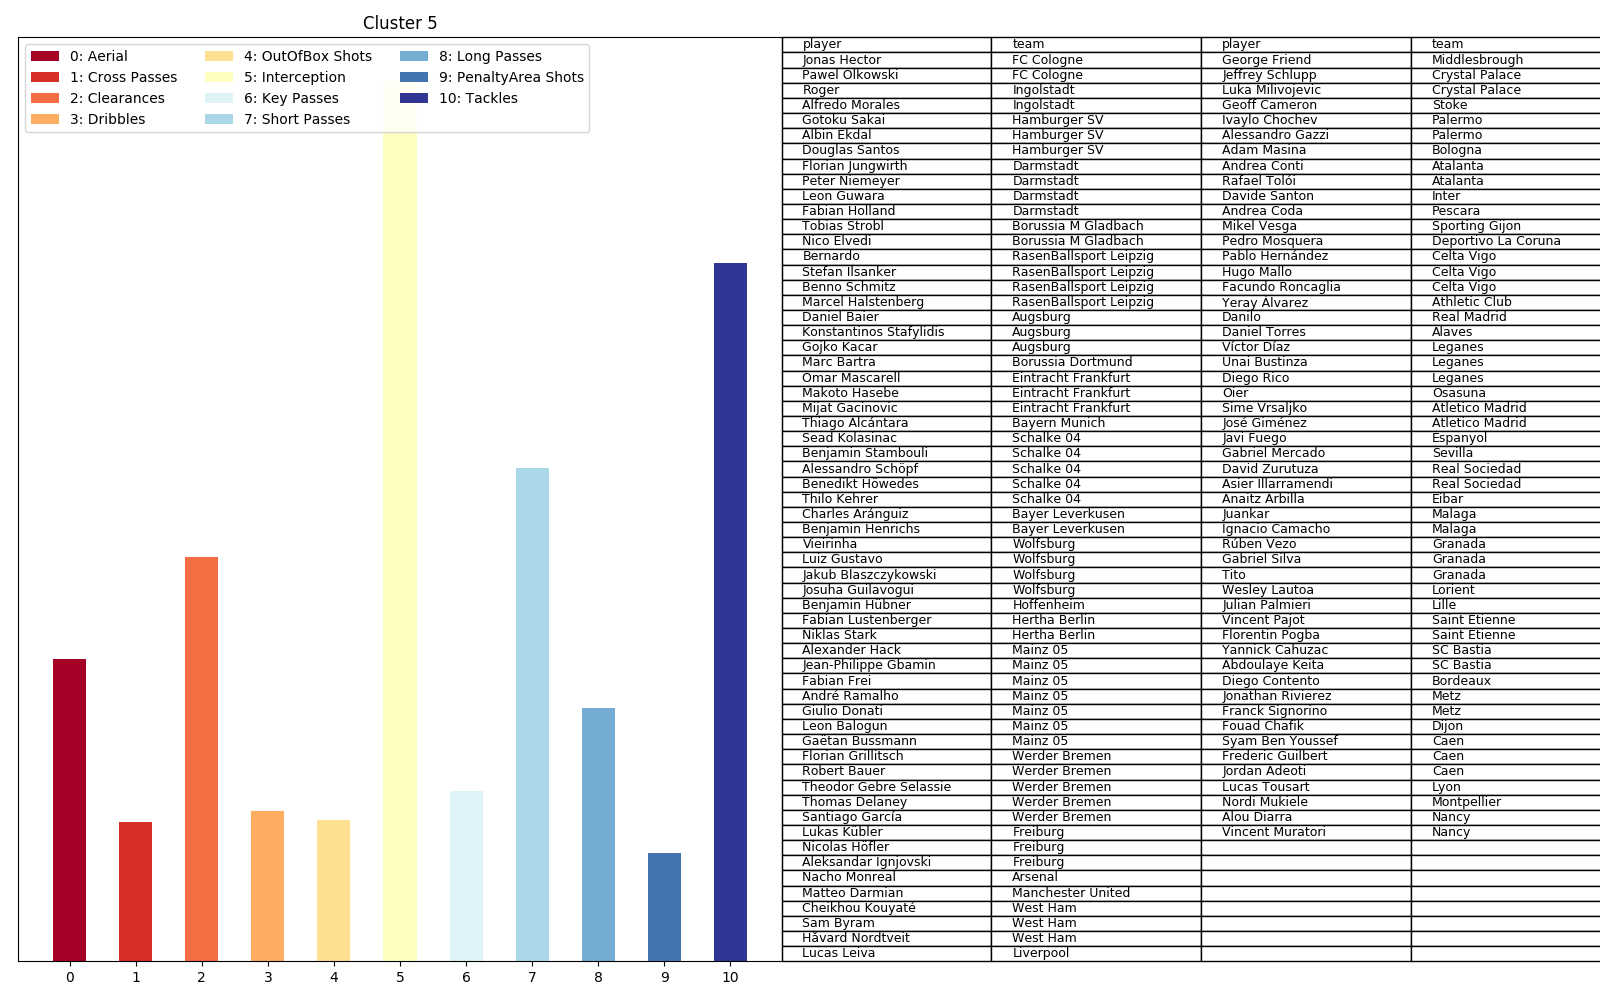 Cluster 5
0: Aerial
1: Cross Passes
2: Clearances
3: Dribbles
4: OutOfBox Shots
5: Interception
6: Key Passes
7: Short Passes
8: Long Passes
9: PenaltyArea Shots
10: Tackles
0 1 2 3 4 5 6 7 8 9 10
player team player team
Jonas Hector FC Cologne George Friend Middlesbrough
Pawel Olkowski FC Cologne Jeffrey Schlupp Crystal Palace
Roger Ingolstadt Luka Milivojevic Crystal Palace
Alfredo Morales Ingolstadt Geoff Cameron Stoke
Gotoku Sakai Hamburger SV Ivaylo Chochev Palermo
Albin Ekdal Hamburger SV Alessandro Gazzi Palermo
Douglas Santos Hamburger SV Adam Masina Bologna
Florian Jungwirth Darmstadt Andrea Conti Atalanta
Peter Niemeyer Darmstadt Rafael Tolói Atalanta
Leon Guwara Darmstadt Davide Santon Inter
Fabian Holland Darmstadt Andrea Coda Pescara
Tobias Strobl Borussia M Gladbach Mikel Vesga Sporting Gijon
Nico Elvedi Borussia M Gladbach Pedro Mosquera Deportivo La Coruna
Bernardo RasenBallsport Leipzig Pablo Hernández Celta Vigo
Stefan Ilsanker RasenBallsport Leipzig Hugo Mallo Celta Vigo
Benno Schmitz RasenBallsport Leipzig Facundo Roncaglia Celta Vigo
Marcel Halstenberg RasenBallsport Leipzig Yeray Álvarez Athletic Club
Daniel Baier Augsburg Danilo Real Madrid
Konstantinos Stafylidis Augsburg Daniel Torres Alaves
Gojko Kacar Augsburg Víctor Díaz Leganes
Marc Bartra Borussia Dortmund Unai Bustinza Leganes
Omar Mascarell Eintracht Frankfurt Diego Rico Leganes
Makoto Hasebe Eintracht Frankfurt Oier Osasuna
Mijat Gacinovic Eintracht Frankfurt Sime Vrsaljko Atletico Madrid
Thiago Alcántara Bayern Munich José Giménez Atletico Madrid
Sead Kolasinac Schalke 04 Javi Fuego Espanyol
Benjamin Stambouli Schalke 04 Gabriel Mercado Sevilla
Alessandro Schöpf Schalke 04 David Zurutuza Real Sociedad
Benedikt Höwedes Schalke 04 Asier Illarramendi Real Sociedad
Thilo Kehrer Schalke 04 Anaitz Arbilla Eibar
Charles Aránguiz Bayer Leverkusen Juankar Malaga
Benjamin Henrichs Bayer Leverkusen Ignacio Camacho Malaga
Vieirinha Wolfsburg Rúben Vezo Granada
Luiz Gustavo Wolfsburg Gabriel Silva Granada
Jakub Blaszczykowski Wolfsburg Tito Granada
Josuha Guilavogui Wolfsburg Wesley Lautoa Lorient
Benjamin Hübner Hoffenheim Julian Palmieri Lille
Fabian Lustenberger Hertha Berlin Vincent Pajot Saint Etienne
Niklas Stark Hertha Berlin Florentin Pogba Saint Etienne
Alexander Hack Mainz 05 Yannick Cahuzac SC Bastia
Jean-Philippe Gbamin Mainz 05 Abdoulaye Keita SC Bastia
Fabian Frei Mainz 05 Diego Contento Bordeaux
André Ramalho Mainz 05 Jonathan Rivierez Metz
Giulio Donati Mainz 05 Franck Signorino Metz
Leon Balogun Mainz 05 Fouad Chafik Dijon
Gaëtan Bussmann Mainz 05 Syam Ben Youssef Caen
Florian Grillitsch Werder Bremen Frederic Guilbert Caen
Robert Bauer Werder Bremen Jordan Adeoti Caen
Theodor Gebre Selassie Werder Bremen Lucas Tousart Lyon
Thomas Delaney Werder Bremen Nordi Mukiele Montpellier
Santiago García Werder Bremen Alou Diarra Nancy
Lukas Kübler Freiburg Vincent Muratori Nancy
Nicolas Höfler Freiburg
Aleksandar Ignjovski Freiburg
Nacho Monreal Arsenal
Matteo Darmian Manchester United
Cheikhou Kouyaté West Ham
Sam Byram West Ham
Håvard Nordtveit West Ham
Lucas Leiva Liverpool